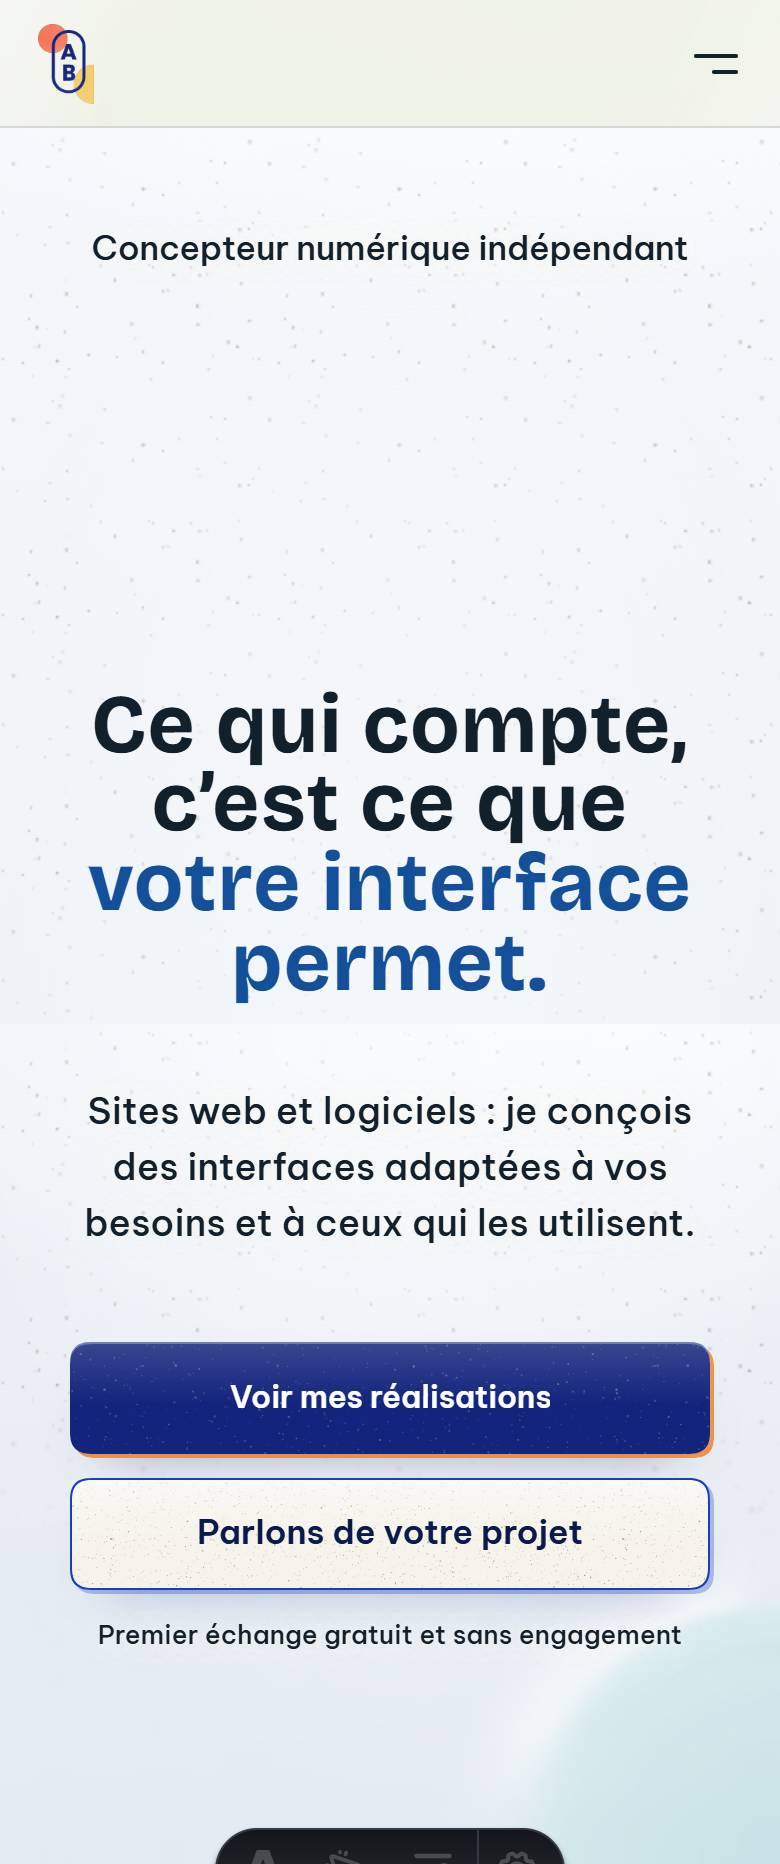 A
B
Concepteur numérique indépendant
Ce qui compte,
c’est ce que
votre interface
permet.
Sites web et logiciels : je conçois
des interfaces adaptées à vos
besoins et à ceux qui les utilisent.
Voir mes réalisations
Parlons de votre projet
Premier échange gratuit et sans engagement